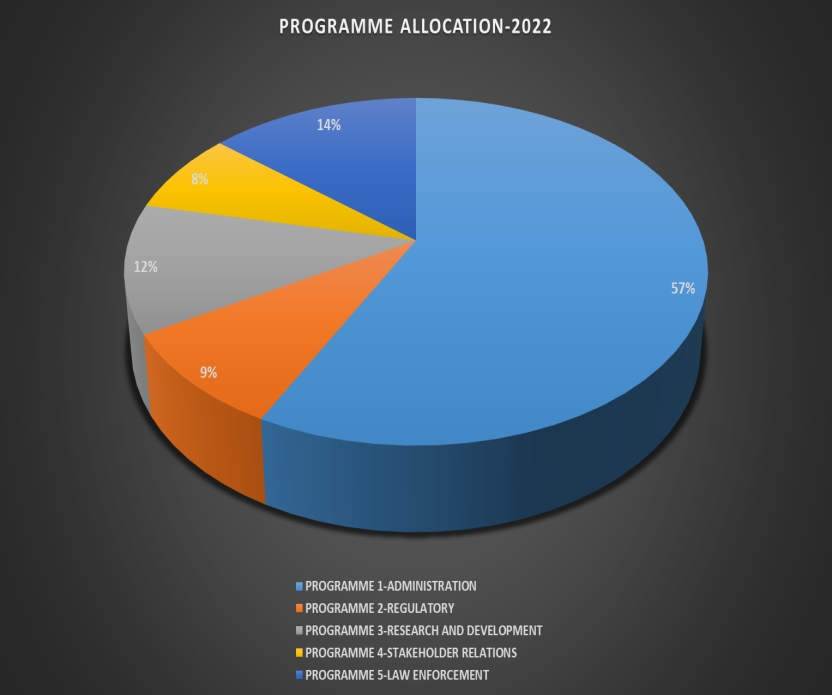 PROGRAMME ALLOCATION-2022
14%
8%
12%
57%
9%
PROGRAMME 1-ADMINISTRATION
PROGRAMME 2-REGULATORY
PROGRAMME 3-RESEARCH AND DEVELOPMENT
PROGRAMME 4-STAKEHOLDER RELATIONS
PROGRAMME 5-LAW ENFORCEMENT